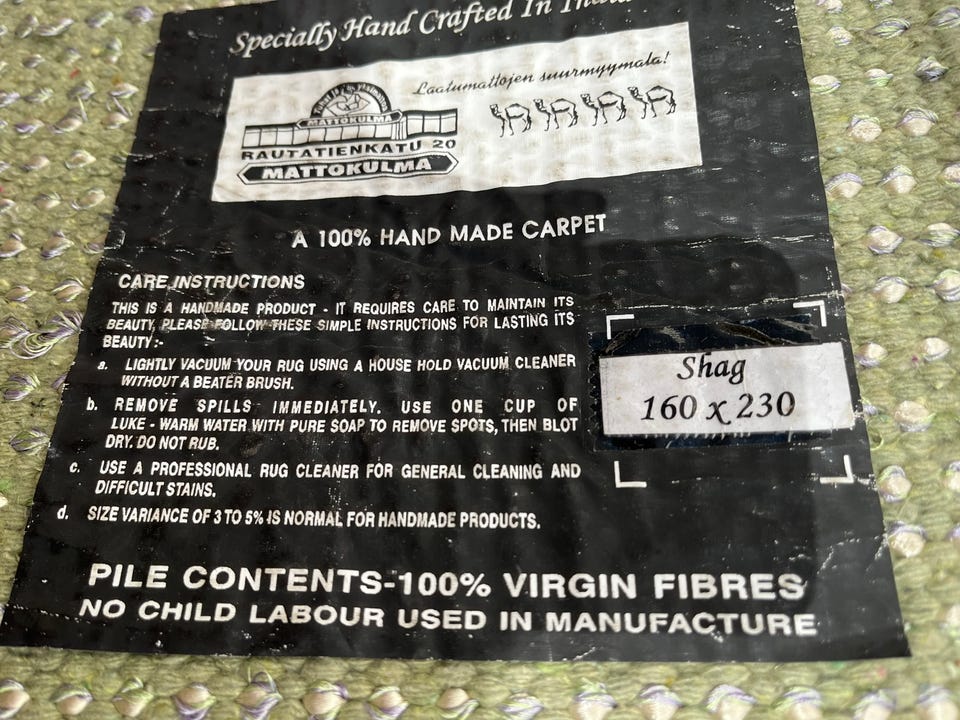 Specially Hand Crafted In India
Laatumattojen suurmyymala!
MATTOKULMA
RAUTATIENKATU 20
MATTOKULMA
A 100% HAND MADE CARPET
CARE INSTRUCTIONS
THIS IS A HANDMADE PRODUCT - IT REQUIRES CARE TO MAINTAIN ITS
BEAUTY, PLEASE FOLLOW THESE SIMPLE INSTRUCTIONS FOR LASTING ITS
BEAUTY :-
a. LIGHTLY VACUUM YOUR RUG USING A HOUSE HOLD VACUUM CLEANER
WITHOUT A BEATER BRUSH.
b. REMOVE SPILLS IMMEDIATELY. USE ONE CUP OF
LUKE - WARM WATER WITH PURE SOAP TO REMOVE SPOTS, THEN BLOT
DRY. DO NOT RUB.
c. USE A PROFESSIONAL RUG CLEANER FOR GENERAL CLEANING AND
DIFFICULT STAINS.
d. SIZE VARIANCE OF 3 TO 5% IS NORMAL FOR HANDMADE PRODUCTS.
Shag
160 x 230
PILE CONTENTS-100% VIRGIN FIBRES
NO CHILD LABOUR USED IN MANUFACTURE